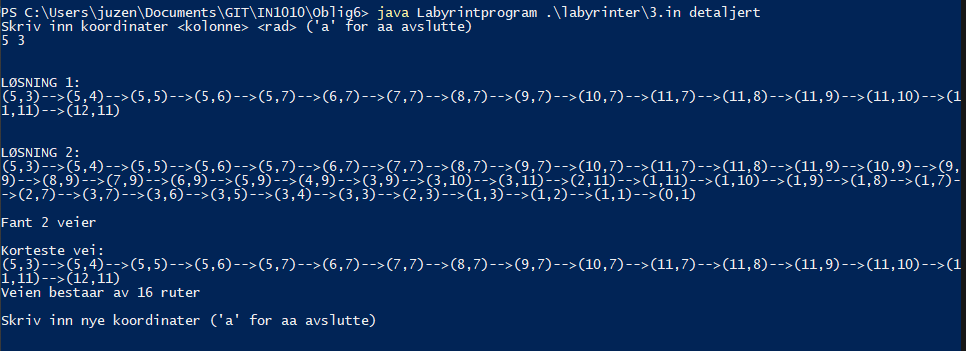 PS C:\Users\juzen\Documents\GIT\IN1010\Oblig6> java Labyrintprogram .\labyrinter\3.in detaljert
Skriv inn koordinater <kolonne> <rad> ('a' for aa avslutte)
5 3
LØSNING 1:
(5,3)-->(5,4)-->(5,5)-->(5,6)-->(5,7)-->(6,7)-->(7,7)-->(8,7)-->(9,7)-->(10,7)-->(11,7)-->(11,8)-->(11,9)-->(11,10)-->(1
1,11)-->(12,11)
LØSNING 2:
(5,3)-->(5,4)-->(5,5)-->(5,6)-->(5,7)-->(6,7)-->(7,7)-->(8,7)-->(9,7)-->(10,7)-->(11,7)-->(11,8)-->(11,9)-->(10,9)-->(9,
9)-->(8,9)-->(7,9)-->(6,9)-->(5,9)-->(4,9)-->(3,9)-->(3,10)-->(3,11)-->(2,11)-->(1,11)-->(1,10)-->(1,9)-->(1,8)-->(1,7)-
->(2,7)-->(3,7)-->(3,6)-->(3,5)-->(3,4)-->(3,3)-->(2,3)-->(1,3)-->(1,2)-->(1,1)-->(0,1)
Fant 2 veier
Korteste vei:
(5,3)-->(5,4)-->(5,5)-->(5,6)-->(5,7)-->(6,7)-->(7,7)-->(8,7)-->(9,7)-->(10,7)-->(11,7)-->(11,8)-->(11,9)-->(11,10)-->(1
1,11)-->(12,11)
Veien bestaar av 16 ruter
Skriv inn nye koordinater ('a' for aa avslutte)